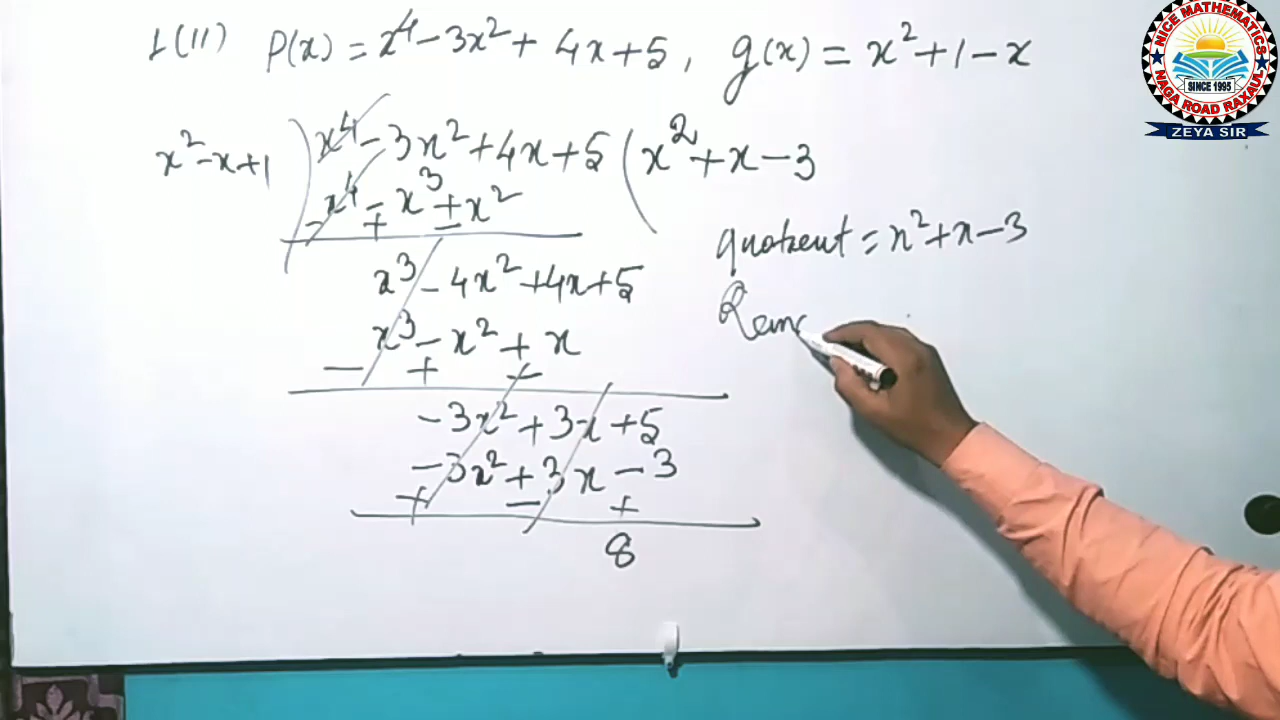 1(11) P(x) = x⁴ - 3x² + 4x + 5, g(x) = x² + 1 - x
x² - x + 1 ) x⁴ - 3x² + 4x + 5 ( x² + x - 3
x⁴ - x³ + x²
- + -
x³ - 4x² + 4x + 5
x³ - x² + x
- + -
-3x² + 3x + 5
-3x² + 3x - 3
+ - +
8
quotient = x² + x - 3
Rem
NICE MATHEMATICS
SINCE 1995
NAGA ROAD RAXAUL
ZEYA SIR